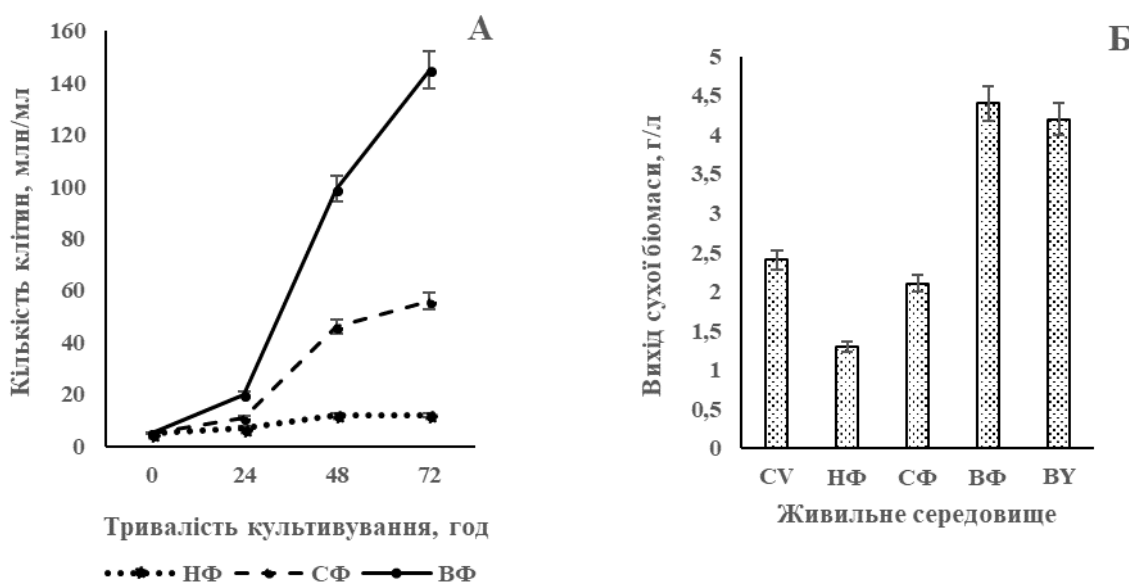 А
160
140
120
100
80
60
40
20
0
Кількість клітин, млн/мл
0 24 48 72
Тривалість культивування, год
НФ СФ ВФ
Б
5
4,5
4
3,5
3
2,5
2
1,5
1
0,5
0
Вихід сухої біомаси, г/л
CV НФ СФ ВФ BY
Живильне середовище